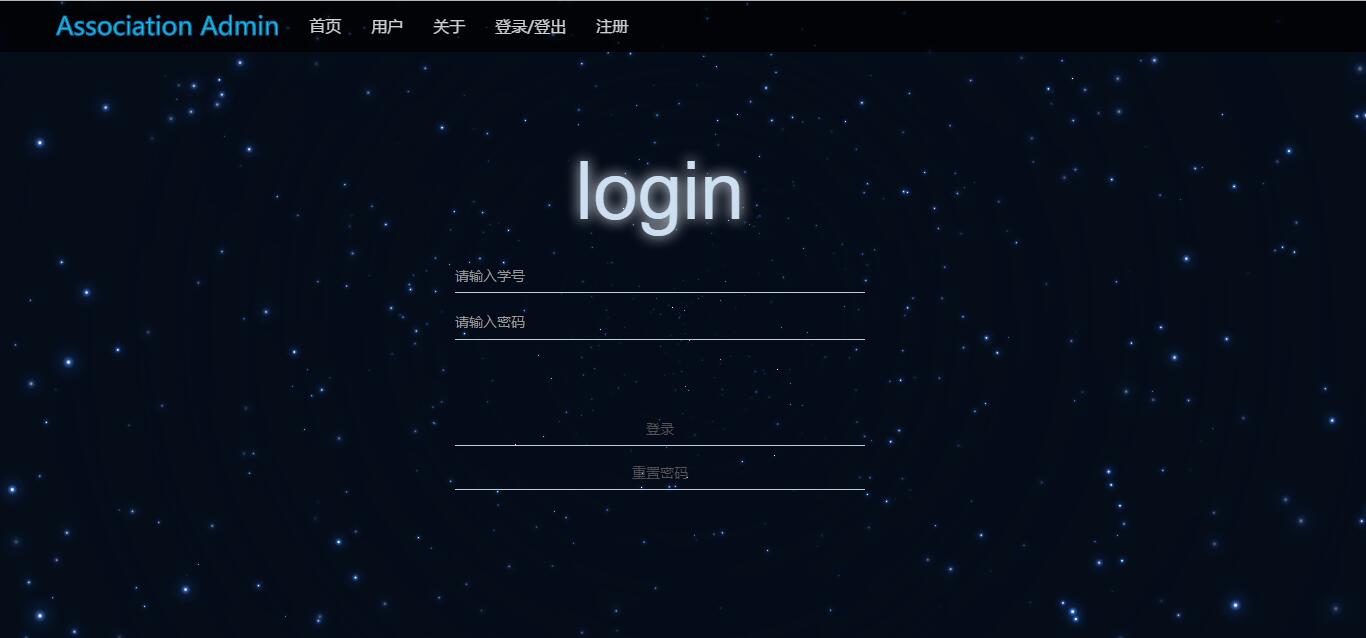 Association Admin 首页 用户 关于 登录/登出 注册
login
请输入学号
请输入密码
登录
重置密码